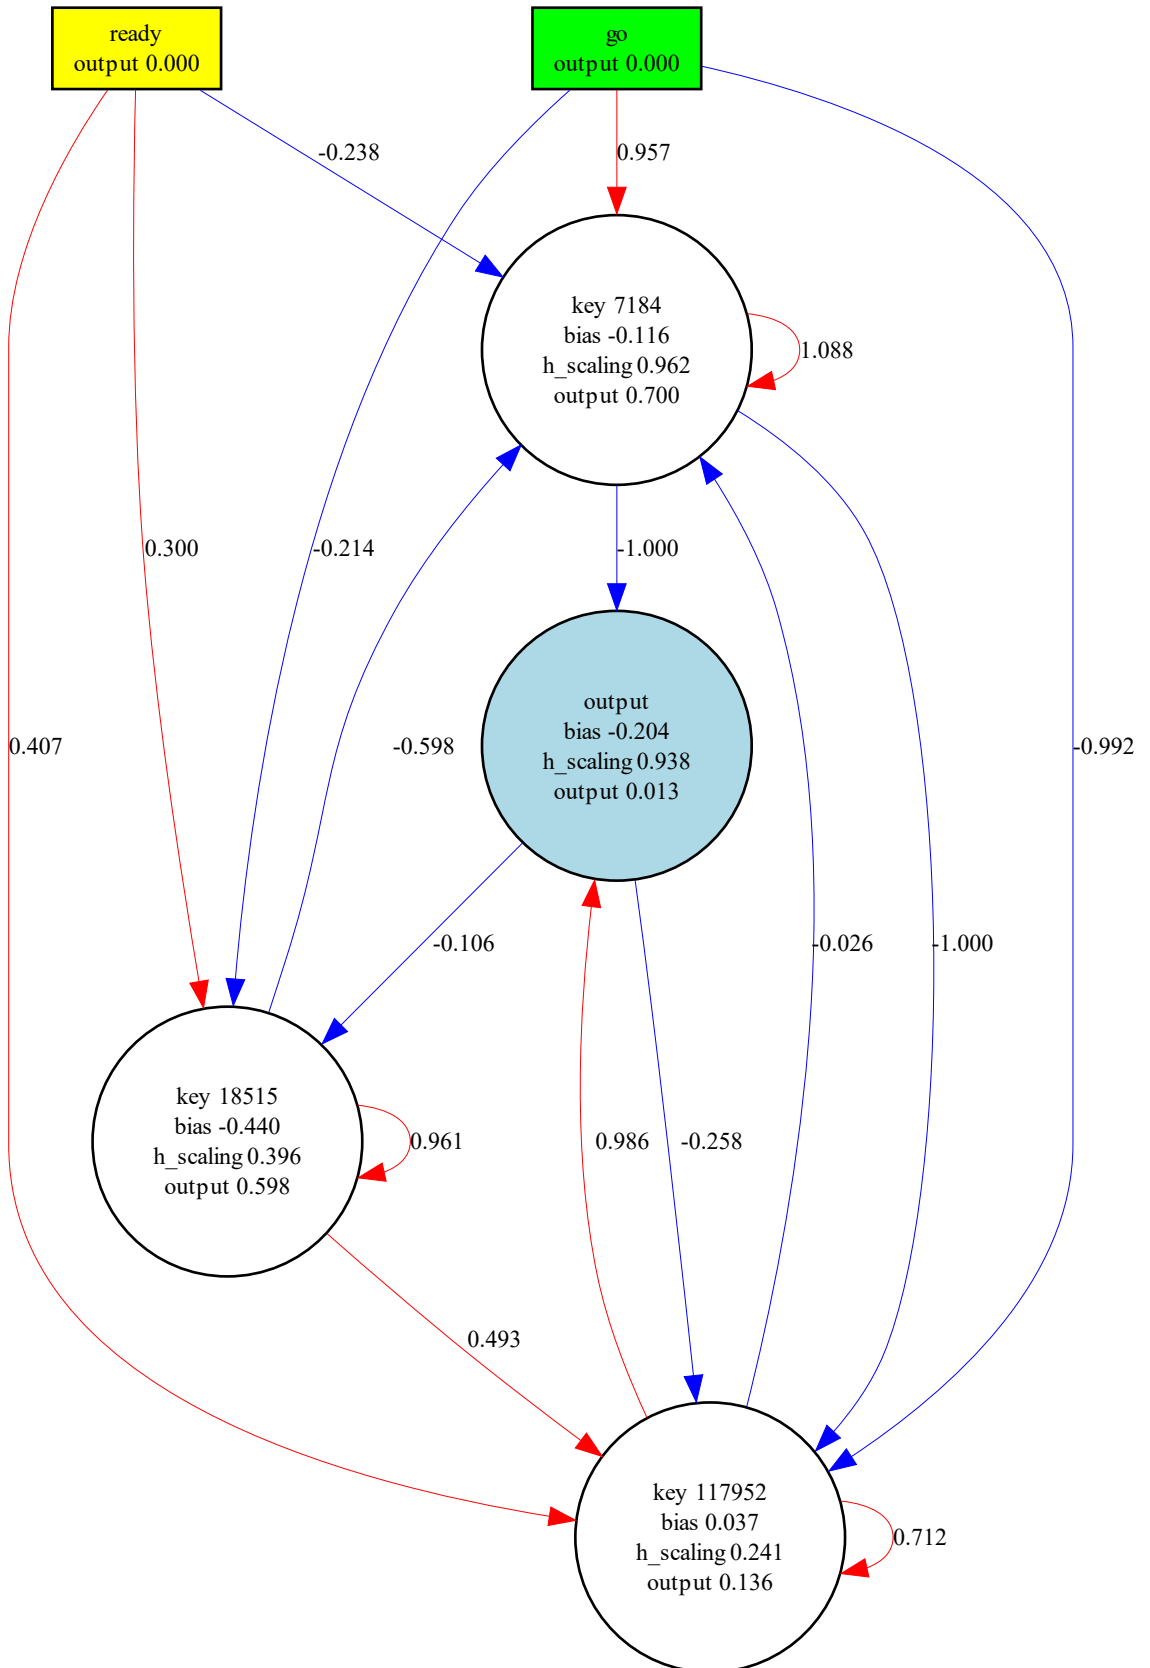 ready
output 0.000
go
output 0.000
-0.238
0.957
key 7184
bias -0.116
h_scaling 0.962
output 0.700
1.088
0.300
-0.214
-1.000
output
bias -0.204
h_scaling 0.938
output 0.013
0.407
-0.598
-0.992
-0.106
-0.026
-1.000
key 18515
bias -0.440
h_scaling 0.396
output 0.598
0.961
0.986
-0.258
0.493
key 117952
bias 0.037
h_scaling 0.241
output 0.136
0.712